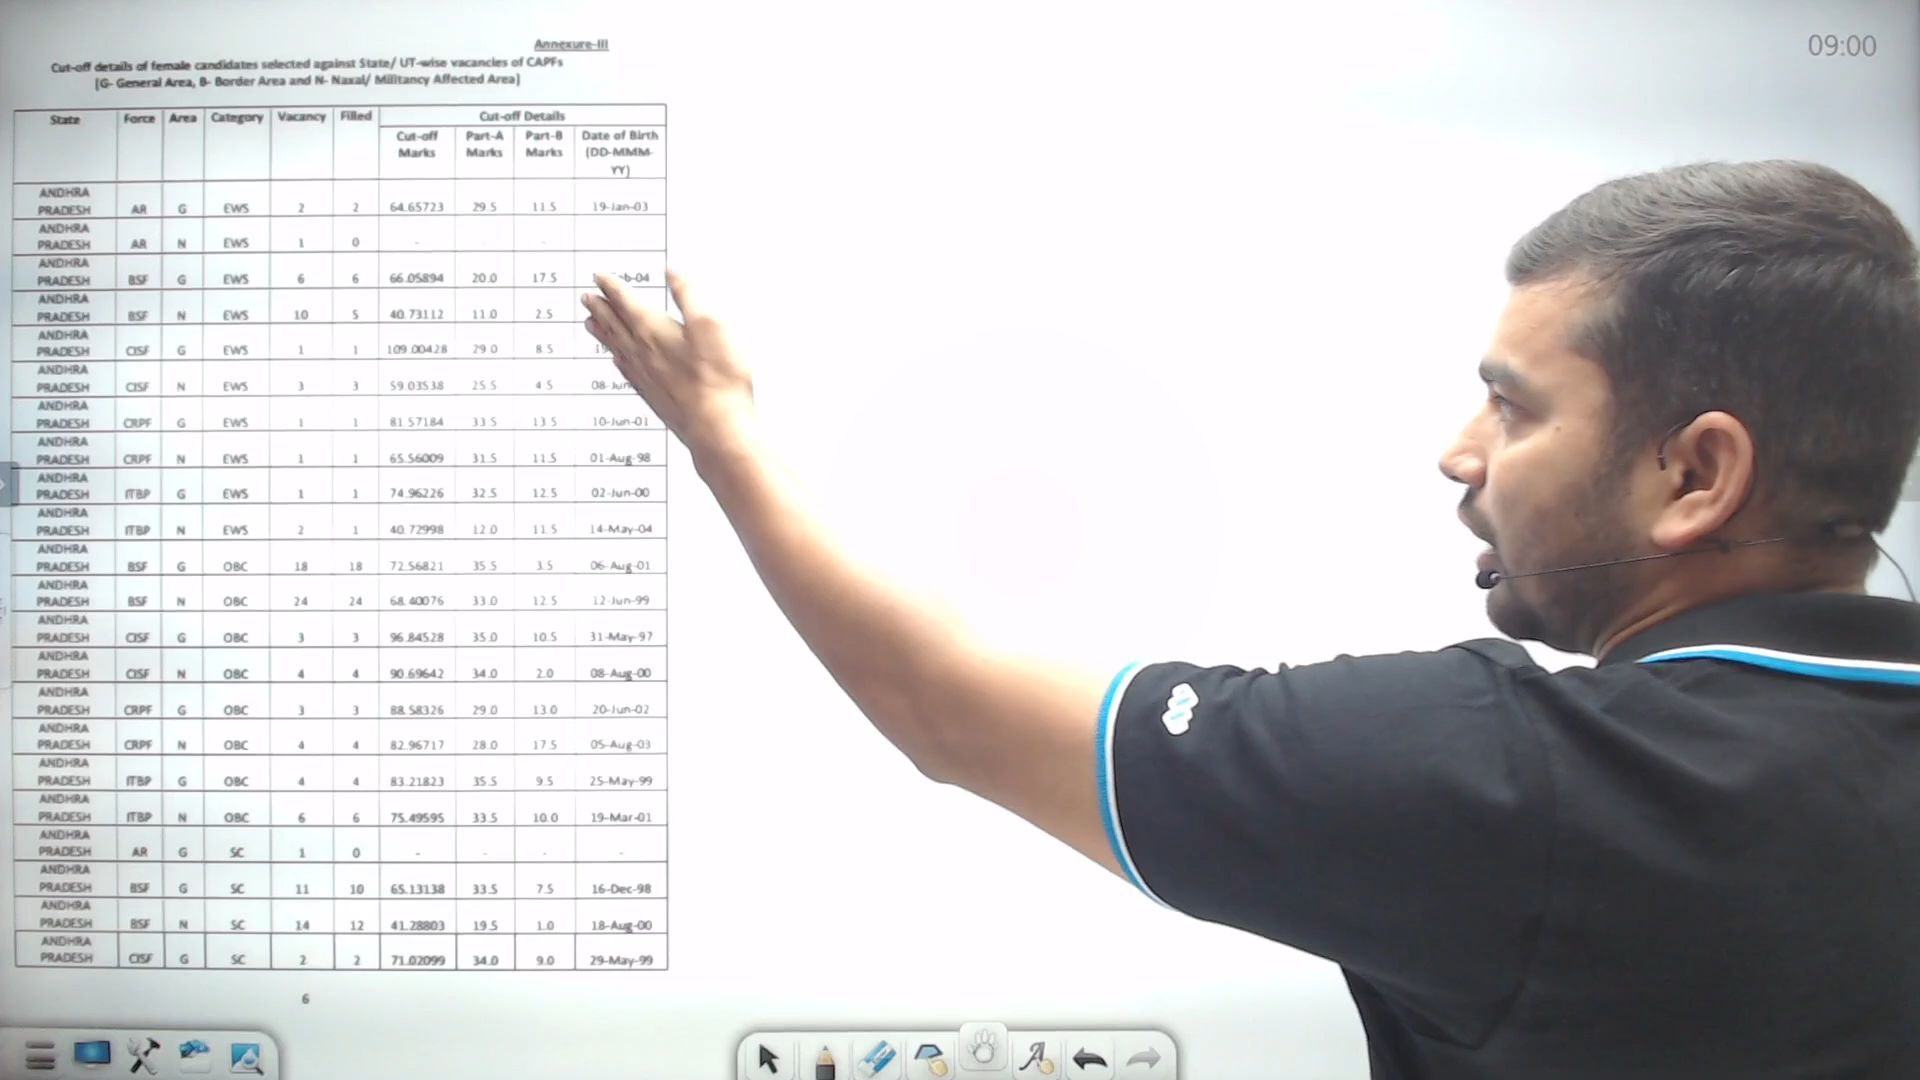 09:00
Annexure-III
Cut-off details of female candidates selected against State/ UT-wise vacancies of CAPFs
[G- General Area, B- Border Area and N- Naxal/ Militancy Affected Area]
State Force Area Category Vacancy Filled Cut-off Details
Cut-off Marks Part-A Marks Part-B Marks Date of Birth (DD-MMM-YY)
ANDHRA PRADESH AR G EWS 2 2 64.65723 29.5 11.5 19-Jan-03
ANDHRA PRADESH AR N EWS 1 0 - - -
ANDHRA PRADESH BSF G EWS 6 6 66.05894 20.0 17.5
ANDHRA PRADESH BSF N EWS 10 5 40.73112 11.0 2.5
ANDHRA PRADESH CISF G EWS 1 1 109.00428 29.0 8.5
ANDHRA PRADESH CISF N EWS 3 3 59.03538 25.5 4.5 08-Jun
ANDHRA PRADESH CRPF G EWS 1 1 81.57184 33.5 13.5 10-Jun-01
ANDHRA PRADESH CRPF N EWS 1 1 65.56009 31.5 11.5 01-Aug-98
ANDHRA PRADESH ITBP G EWS 1 1 74.96226 32.5 12.5 02-Jun-00
ANDHRA PRADESH ITBP N EWS 2 1 40.72998 12.0 11.5 14-May-04
ANDHRA PRADESH BSF G OBC 18 18 72.56821 35.5 3.5 06-Aug-01
ANDHRA PRADESH BSF N OBC 24 24 68.40076 33.0 12.5 12-Jun-99
ANDHRA PRADESH CISF G OBC 3 3 96.84528 35.0 10.5 31-May-97
ANDHRA PRADESH CISF N OBC 4 4 90.69642 34.0 2.0 08-Aug-00
ANDHRA PRADESH CRPF G OBC 3 3 88.58326 29.0 13.0 20-Jun-02
ANDHRA PRADESH CRPF N OBC 4 4 82.96717 28.0 17.5 05-Aug-03
ANDHRA PRADESH ITBP G OBC 4 4 83.21823 35.5 9.5 25-May-99
ANDHRA PRADESH ITBP N OBC 6 6 75.49595 33.5 10.0 19-Mar-01
ANDHRA PRADESH AR G SC 1 0 - - - -
ANDHRA PRADESH BSF G SC 11 10 65.13138 33.5 7.5 16-Dec-98
ANDHRA PRADESH BSF N SC 14 12 41.28803 19.5 1.0 18-Aug-00
ANDHRA PRADESH CISF G SC 2 2 71.02099 34.0 9.0 29-May-99
6